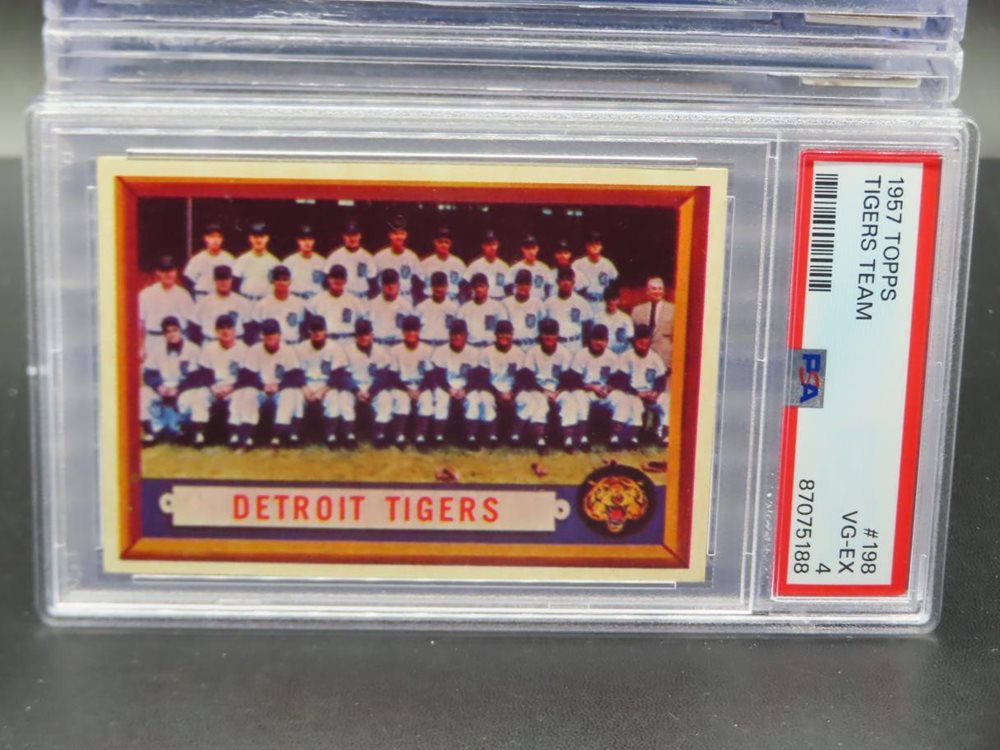 1957 TOPPS
TIGERS TEAM
#198
VG-EX
4
PSA
87075188
DETROIT TIGERS